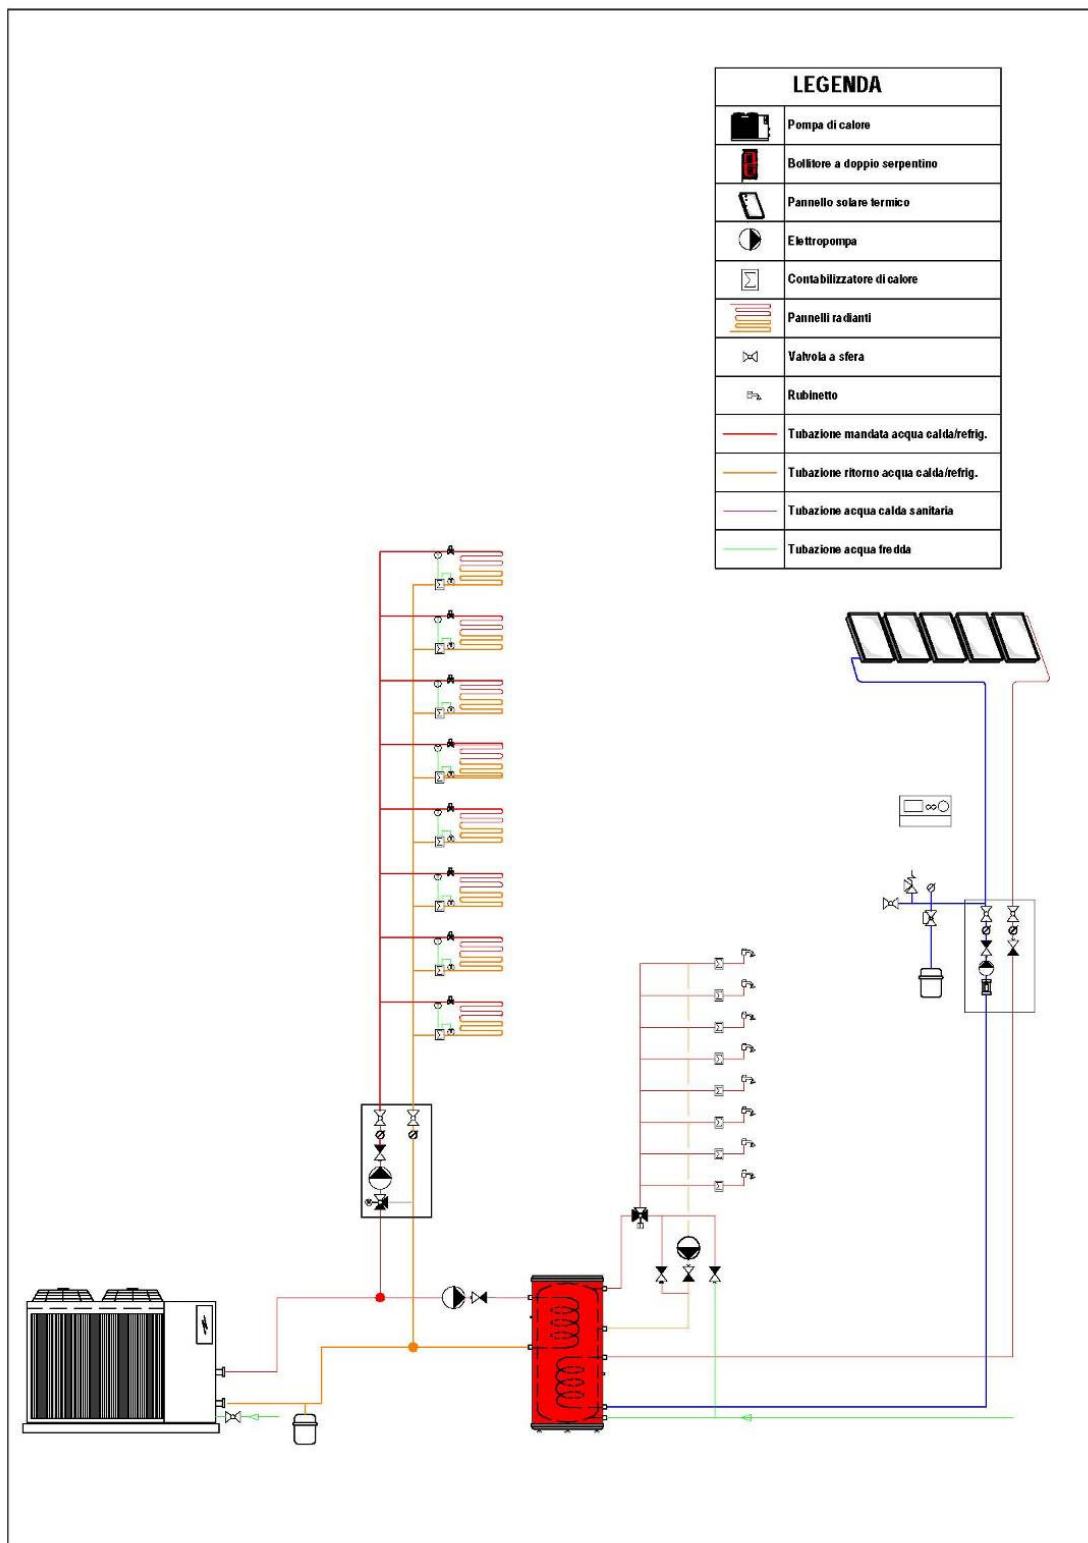 LEGENDA
Pompa di calore
Bollitore a doppio serpentino
Pannello solare termico
Elettropompa
Contabilizzatore di calore
Pannelli radianti
Valvola a sfera
Rubinetto
Tubazione mandata acqua calda/refrig.
Tubazione ritorno acqua calda/refrig.
Tubazione acqua calda sanitaria
Tubazione acqua fredda